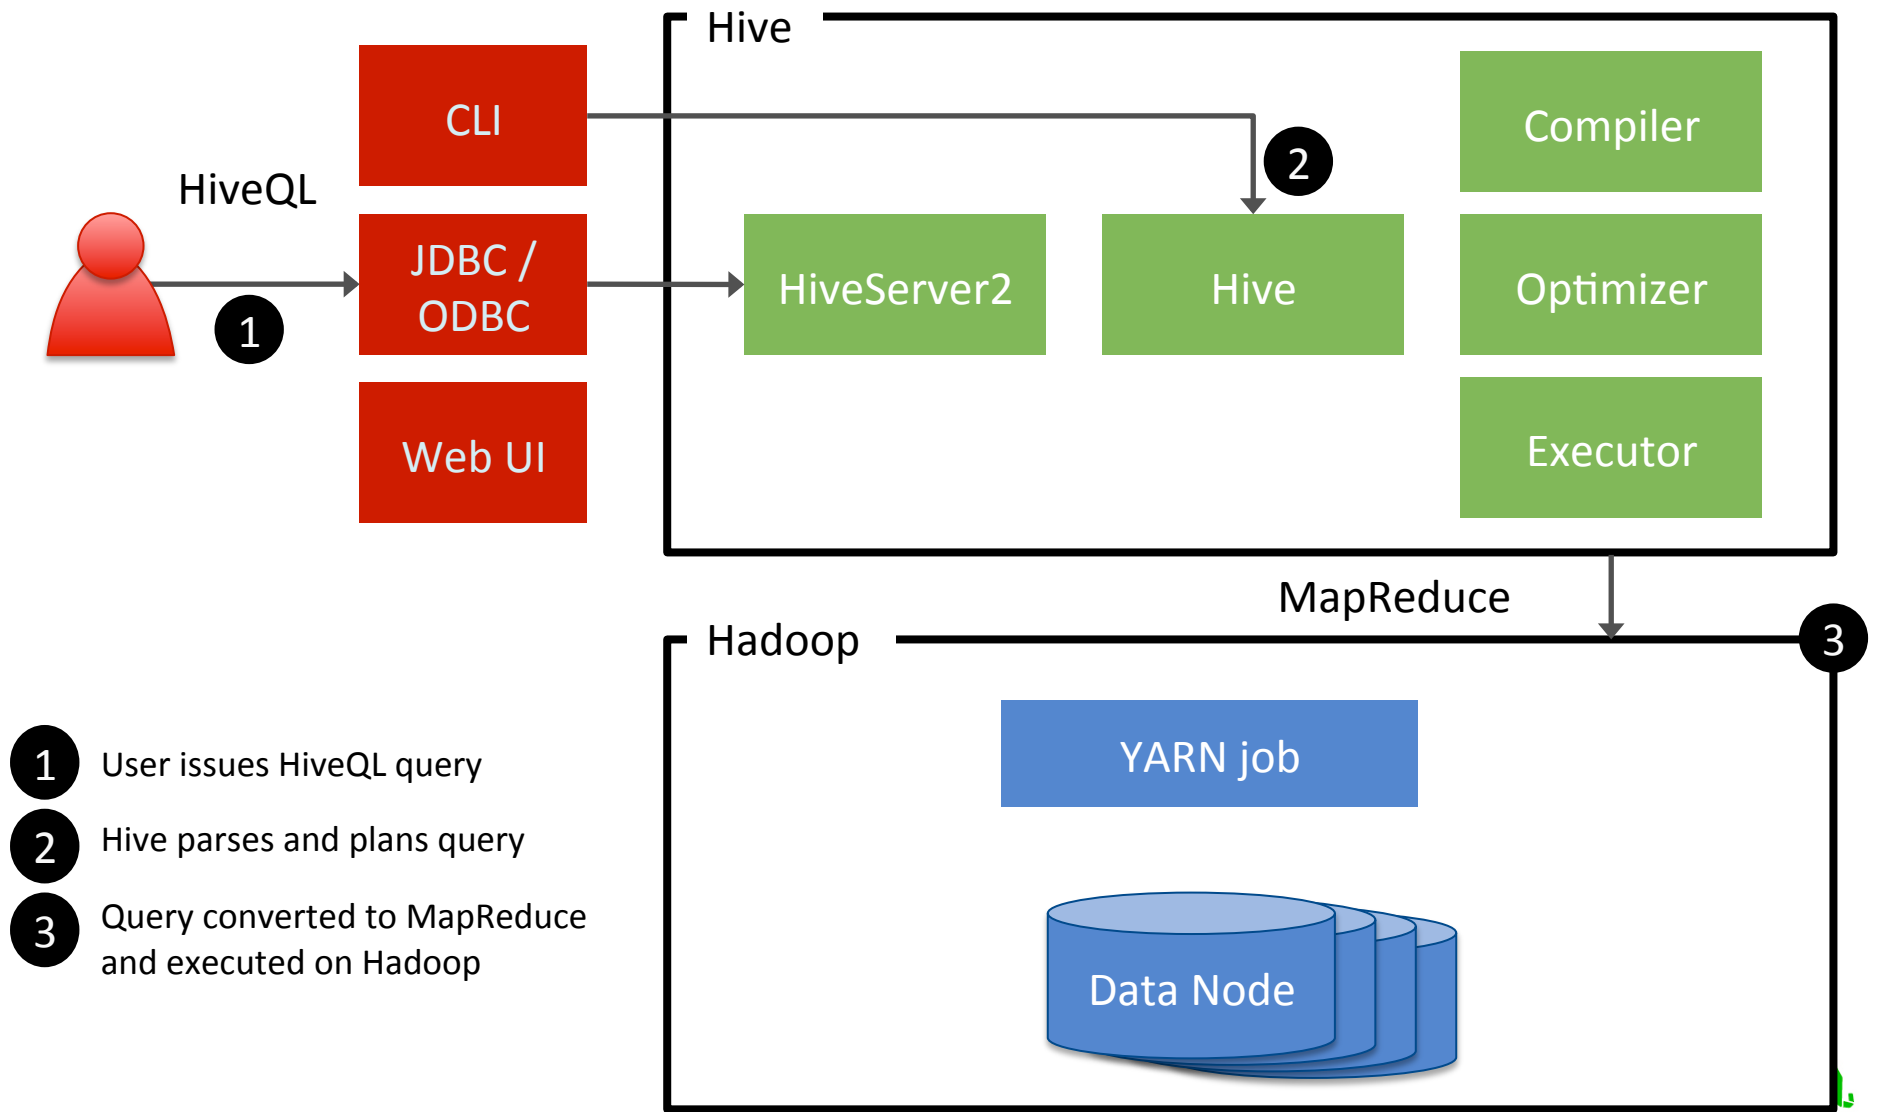 Hive
CLI
Compiler
2
HiveQL
JDBC /
ODBC
HiveServer2
Hive
Optimizer
1
Web UI
Executor
MapReduce
Hadoop
3
YARN job
1 User issues HiveQL query
2 Hive parses and plans query
3 Query converted to MapReduce
and executed on Hadoop
Data Node